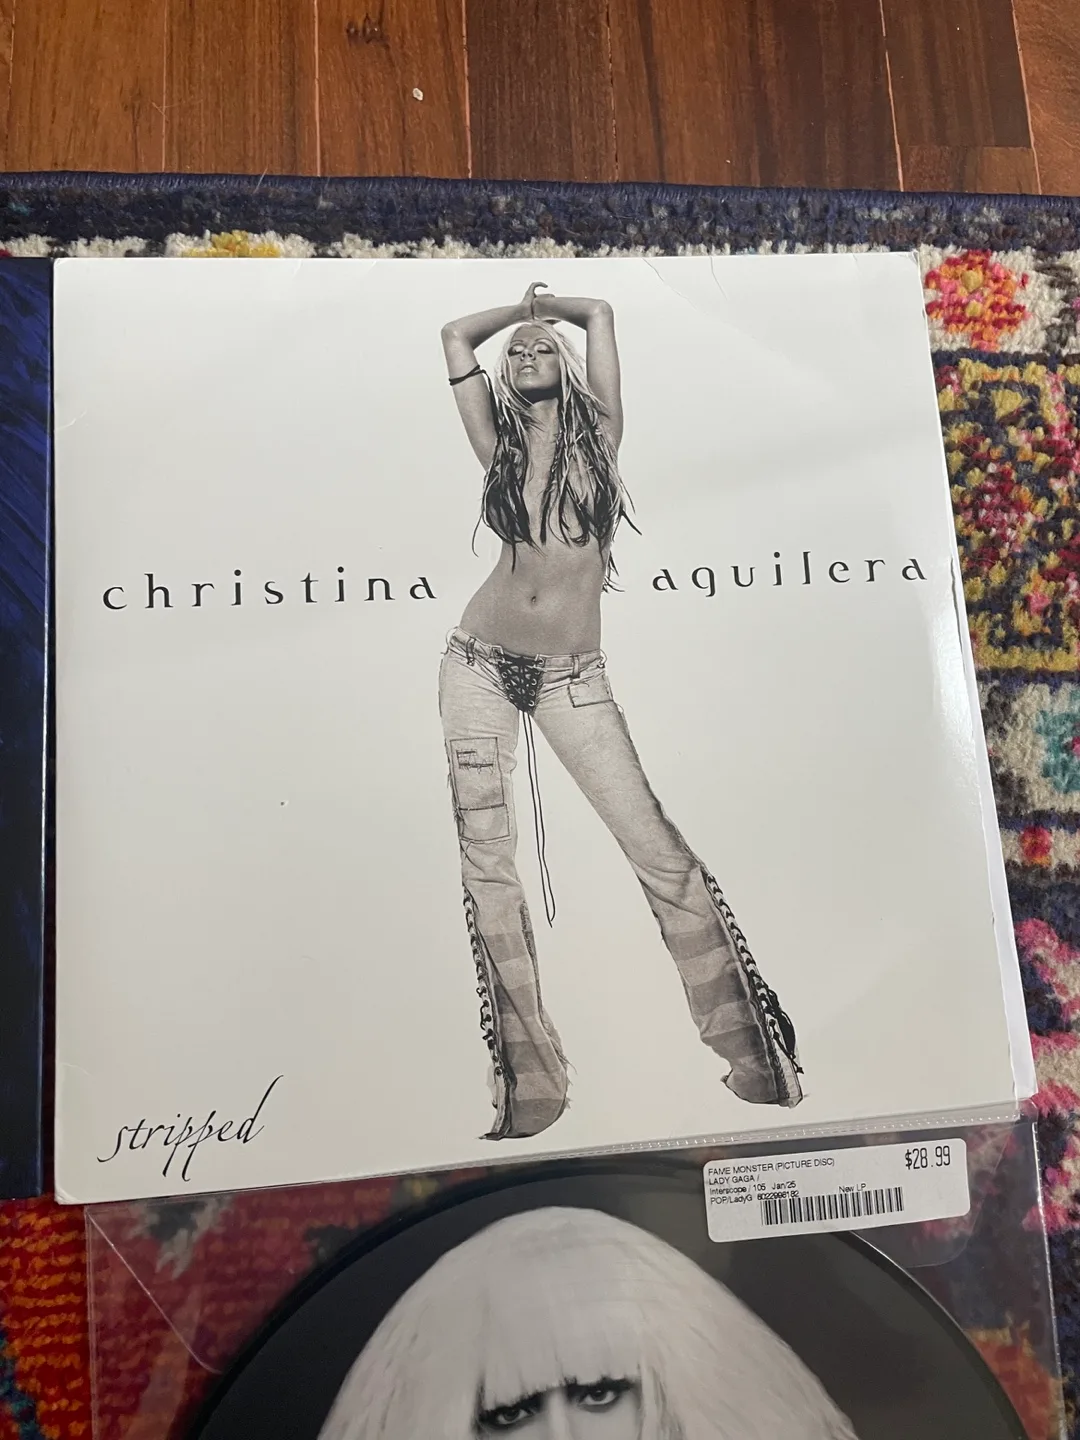 christina aguilera
stripped
FAME MONSTER (PICTURE DISC)
$28.99
LADY GAGA /
Interscope / 105 Jan/25
New LP
POP/LadyG 6022996182